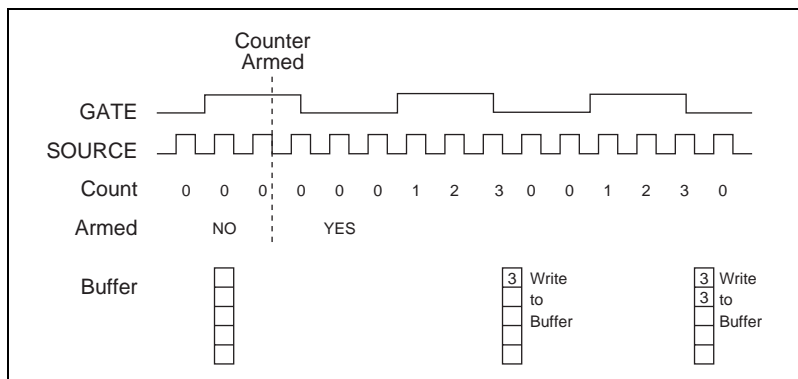 Counter
Armed
GATE
SOURCE
Count 0 0 0 0 0 0 1 2 3 0 0 1 2 3 0
Armed NO YES
Buffer 3 Write 3 Write
to 3 to
Buffer Buffer